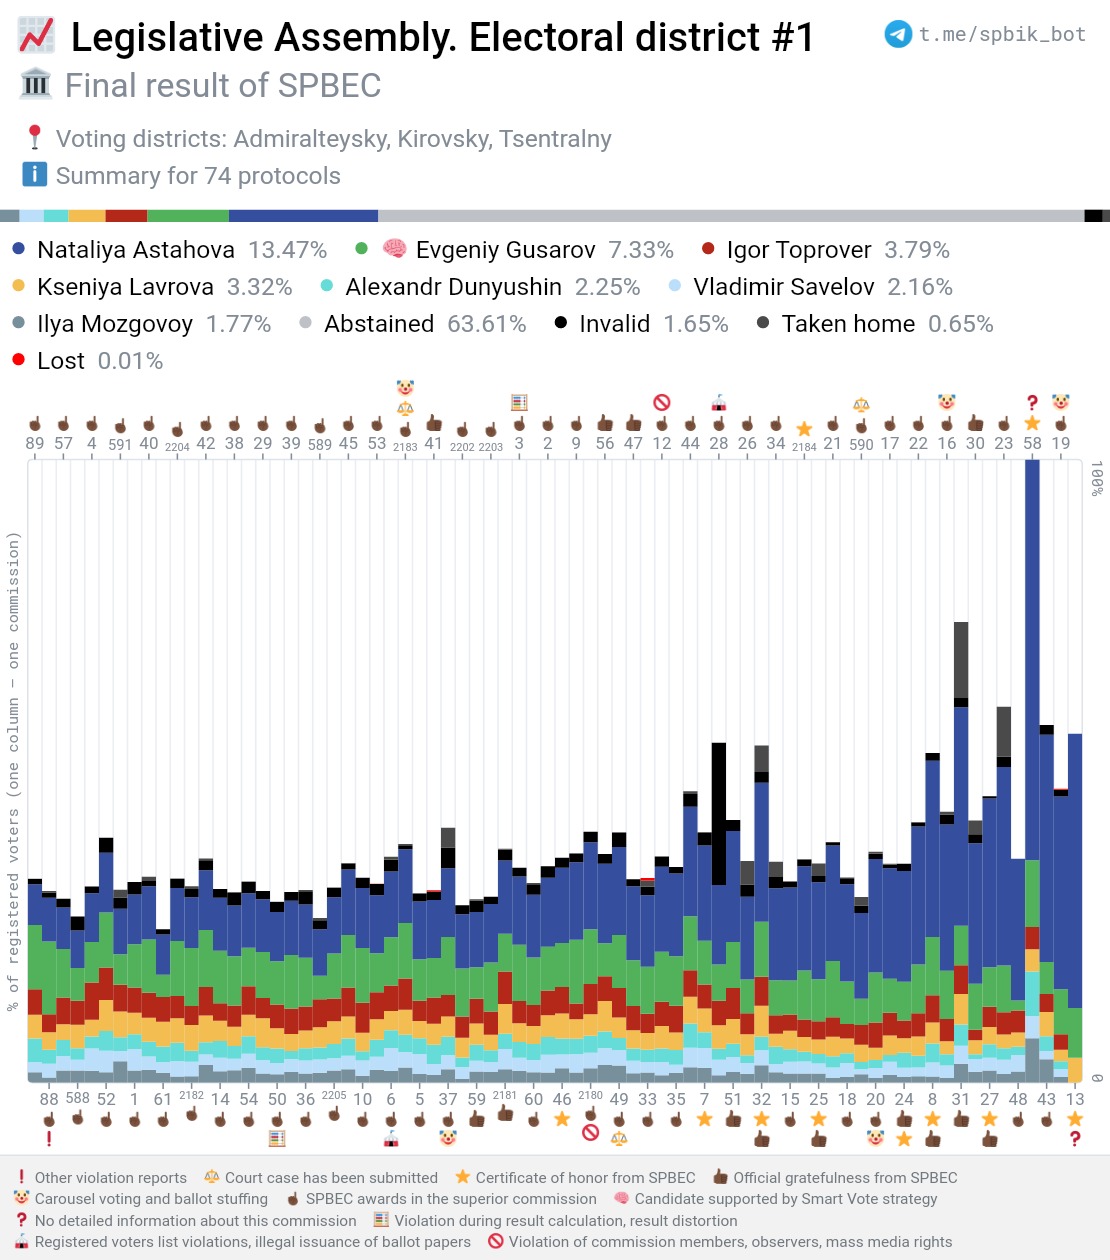 Legislative Assembly. Electoral district #1
t.me/spbik_bot
Final result of SPBEC
Voting districts: Admiralteysky, Kirovsky, Tsentralny
Summary for 74 protocols
Nataliya Astahova 13.47% Evgeniy Gusarov 7.33% Igor Toprover 3.79%
Kseniya Lavrova 3.32% Alexandr Dunyushin 2.25% Vladimir Savelov 2.16%
Ilya Mozgovoy 1.77% Abstained 63.61% Invalid 1.65% Taken home 0.65%
Lost 0.01%
89 57 4 591 40 2204 42 38 29 39 589 45 53 2183 41 2202 2203 3 2 9 56 47 12 44 28 26 34 2184 21 590 17 22 16 30 23 58 19
100%
% of registered voters (one column – one commission)
0
88 588 52 1 61 2182 14 54 50 36 2205 10 6 5 37 59 2181 60 46 2180 49 33 35 7 51 32 15 25 18 20 24 8 31 27 48 43 13
Other violation reports Court case has been submitted Certificate of honor from SPBEC Official gratefulness from SPBEC
Carousel voting and ballot stuffing SPBEC awards in the superior commission Candidate supported by Smart Vote strategy
No detailed information about this commission Violation during result calculation, result distortion
Registered voters list violations, illegal issuance of ballot papers Violation of commission members, observers, mass media rights